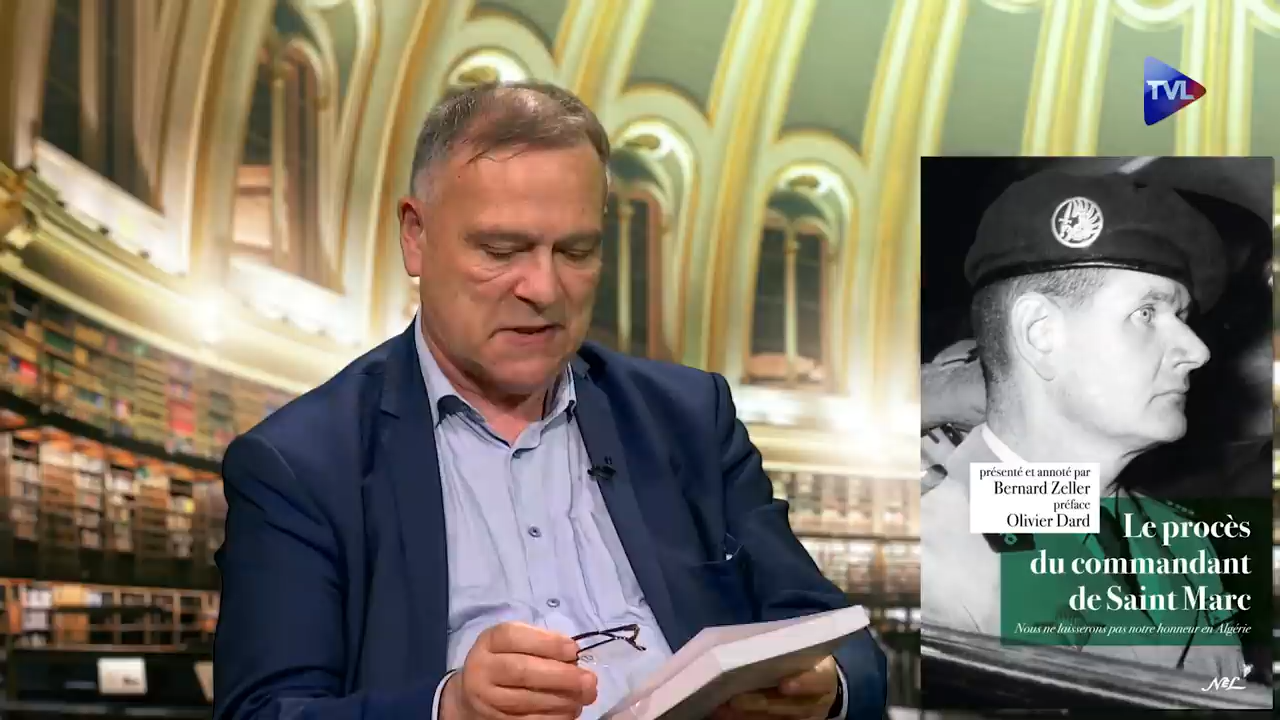 TVL
présenté et annoté par
Bernard Zeller
préface
Olivier Dard
Le procès
du commandant
de Saint Marc
Nous ne laisserons pas notre honneur en Algérie
NEL